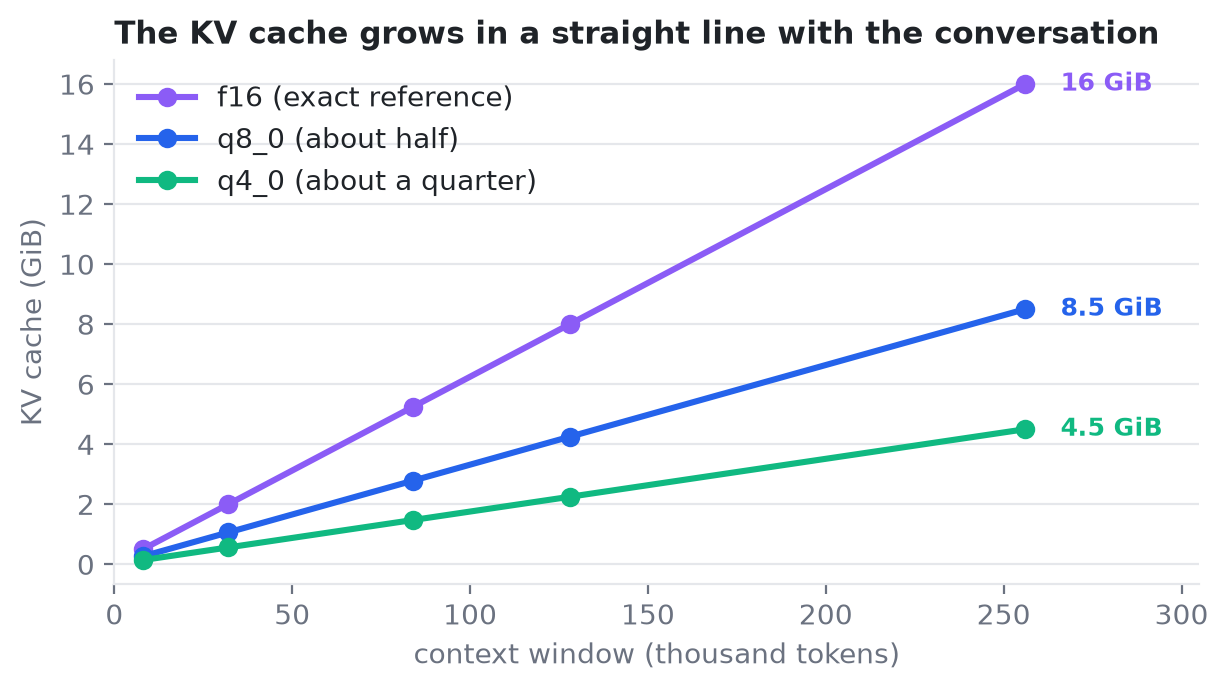 The KV cache grows in a straight line with the conversation
f16 (exact reference)
q8_0 (about half)
q4_0 (about a quarter)
16 GiB
8.5 GiB
4.5 GiB
KV cache (GiB)
16
14
12
10
8
6
4
2
0
0 50 100 150 200 250 300
context window (thousand tokens)